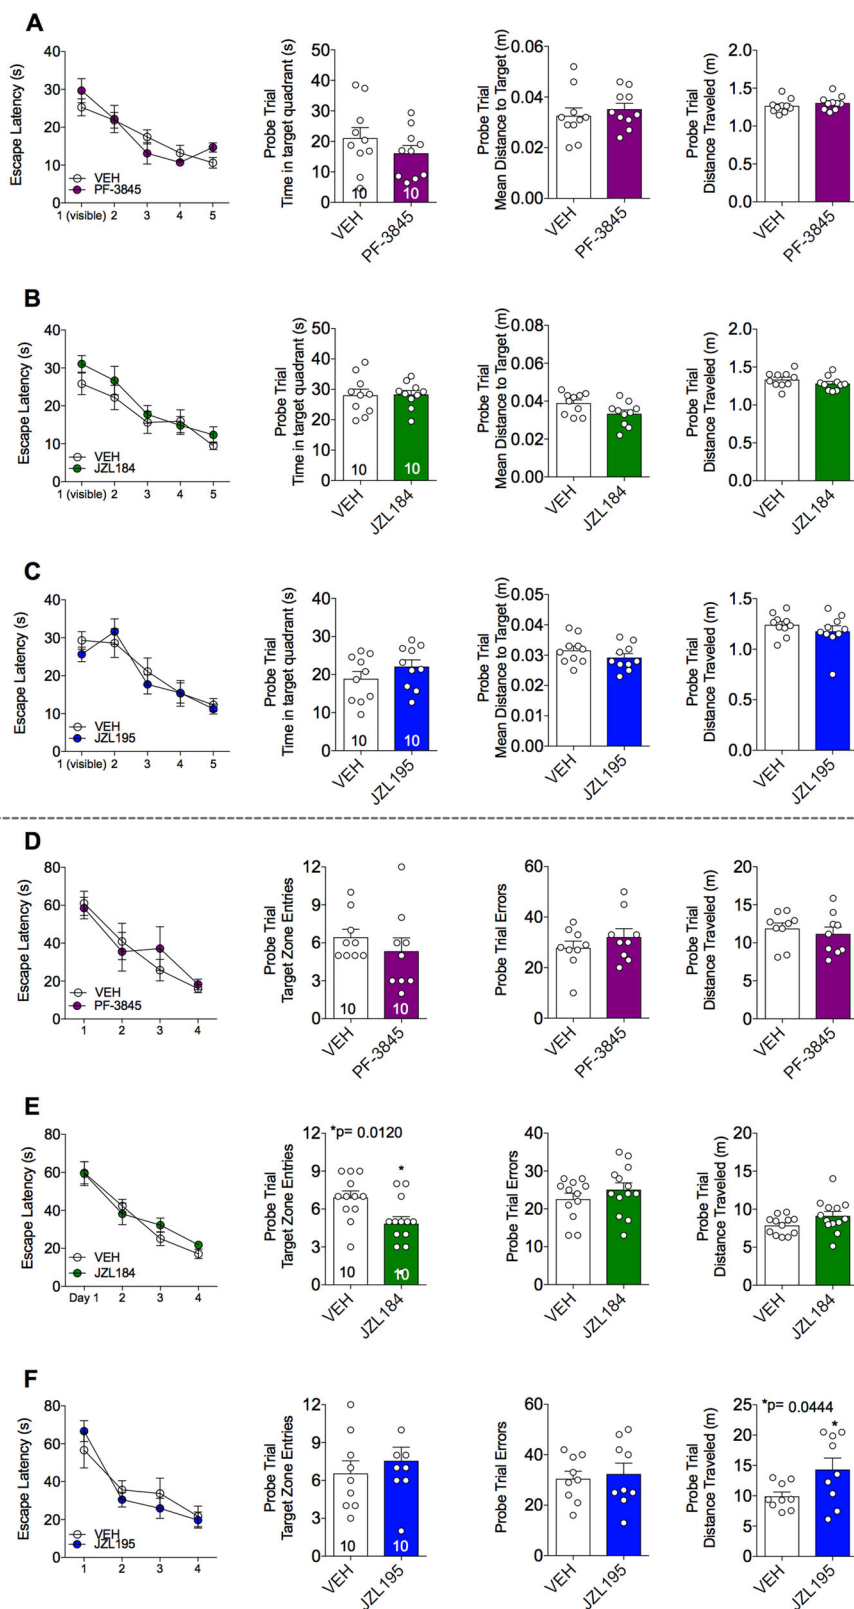 A
Escape Latency (s)
40
30
20
10
0
VEH
PF-3845
1 (visible) 2 3 4 5
Probe Trial
Time in target quadrant (s)
50
40
30
20
10
0
10 10
VEH
PF-3845
Probe Trial
Mean Distance to Target (m)
0.06
0.04
0.02
0.00
VEH
PF-3845
Probe Trial
Distance Traveled (m)
2.0
1.5
1.0
0.5
0.0
VEH
PF-3845
B
Escape Latency (s)
40
30
20
10
0
VEH
JZL184
1 (visible) 2 3 4 5
Probe Trial
Time in target quadrant (s)
50
40
30
20
10
0
10 10
VEH
JZL184
Probe Trial
Mean Distance to Target (m)
0.08
0.06
0.04
0.02
0.00
VEH
JZL184
Probe Trial
Distance Traveled (m)
2.0
1.5
1.0
0.5
0.0
VEH
JZL184
C
Escape Latency (s)
40
30
20
10
0
VEH
JZL195
1 (visible) 2 3 4 5
Probe Trial
Time in target quadrant (s)
50
40
30
20
10
0
10 10
VEH
JZL195
Probe Trial
Mean Distance to Target (m)
0.05
0.04
0.03
0.02
0.01
0.00
VEH
JZL195
Probe Trial
Distance Traveled (m)
1.5
1.0
0.5
0.0
VEH
JZL195
D
Escape Latency (s)
80
60
40
20
0
VEH
PF-3845
1 2 3 4
Probe Trial
Target Zone Entries
12
9
6
3
0
10 10
VEH
PF-3845
Probe Trial Errors
60
40
20
0
VEH
PF-3845
Probe Trial
Distance Traveled (m)
20
15
10
5
0
VEH
PF-3845
E
Escape Latency (s)
80
60
40
20
0
VEH
JZL184
Day 1 2 3 4
Probe Trial
Target Zone Entries
12
9
6
3
0
*p= 0.0120
*
10 10
VEH
JZL184
Probe Trial Errors
40
30
20
10
0
VEH
JZL184
Probe Trial
Distance Traveled (m)
20
15
10
5
0
VEH
JZL184
F
Escape Latency (s)
80
60
40
20
0
VEH
JZL195
1 2 3 4
Probe Trial
Target Zone Entries
12
9
6
3
0
10 10
VEH
JZL195
Probe Trial Errors
60
40
20
0
VEH
JZL195
Probe Trial
Distance Traveled (m)
25
20
15
10
5
0
*p= 0.0444
*
VEH
JZL195